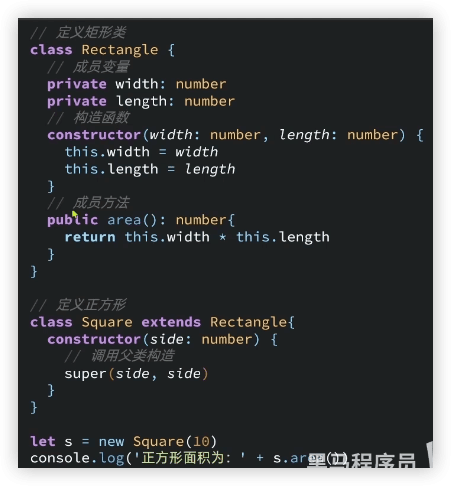 // 定义矩形类
class Rectangle {
  // 成员变量
  private width: number
  private length: number
  // 构造函数
  constructor(width: number, length: number) {
    this.width = width
    this.length = length
  }
  // 成员方法
  public area(): number{
    return this.width * this.length
  }
}

// 定义正方形
class Square extends Rectangle{
  constructor(side: number) {
    // 调用父类构造
    super(side, side)
  }
}

let s = new Square(10)
console.log('正方形面积为：' + s.area())
黑马程序员